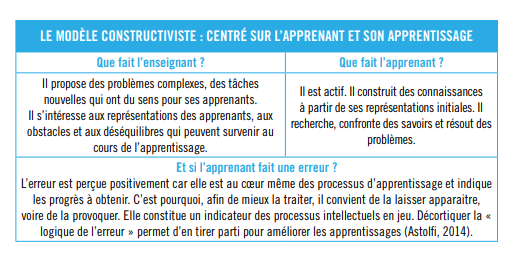 LE MODÈLE CONSTRUCTIVISTE : CENTRÉ SUR L'APPRENANT ET SON APPRENTISSAGE
Que fait l'enseignant ?
Il propose des problèmes complexes, des tâches
nouvelles qui ont du sens pour ses apprenants.
Il s'intéresse aux représentations des apprenants, aux
obstacles et aux déséquilibres qui peuvent survenir au
cours de l'apprentissage.
Que fait l'apprenant ?
Il est actif. Il construit des connaissances
à partir de ses représentations initiales. Il
recherche, confronte des savoirs et résout des
problèmes.
Et si l'apprenant fait une erreur ?
L'erreur est perçue positivement car elle est au cœur même des processus d'apprentissage et indique
les progrès à obtenir. C'est pourquoi, afin de mieux la traiter, il convient de la laisser apparaitre,
voire de la provoquer. Elle constitue un indicateur des processus intellectuels en jeu. Décortiquer la «
logique de l'erreur » permet d'en tirer parti pour améliorer les apprentissages (Astolfi, 2014).